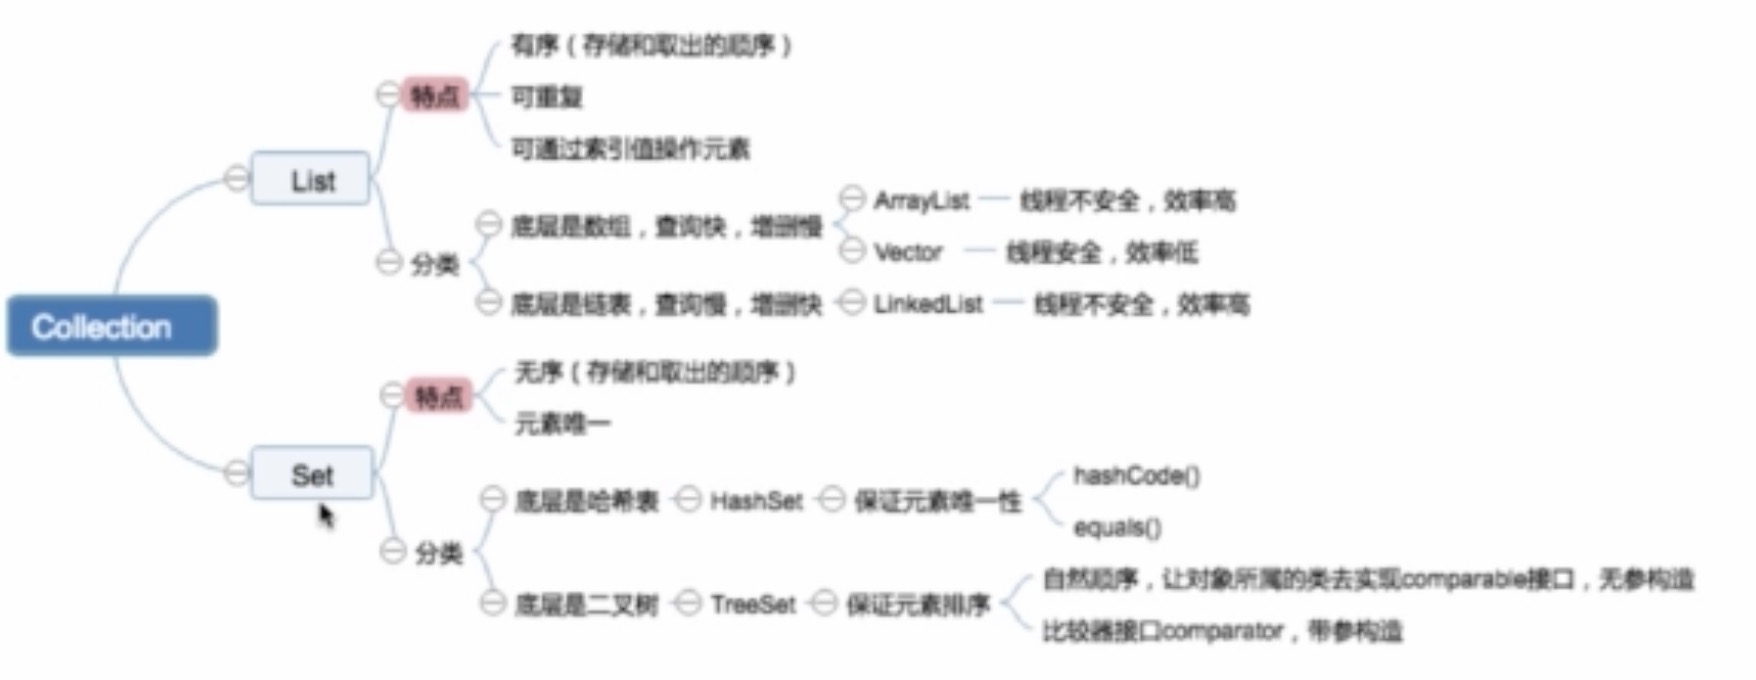 有序（存储和取出的顺序）
特点
可重复
可通过索引值操作元素
List
ArrayList
线程不安全，效率高
底层是数组，查询快，增删慢
Vector
线程安全，效率低
分类
底层是链表，查询慢，增删快
LinkedList
线程不安全，效率高
Collection
无序（存储和取出的顺序）
特点
元素唯一
Set
hashCode()
底层是哈希表
HashSet
保证元素唯一性
equals()
分类
自然顺序，让对象所属的类去实现comparable接口，无参构造
底层是二叉树
TreeSet
保证元素排序
比较器接口comparator，带参构造